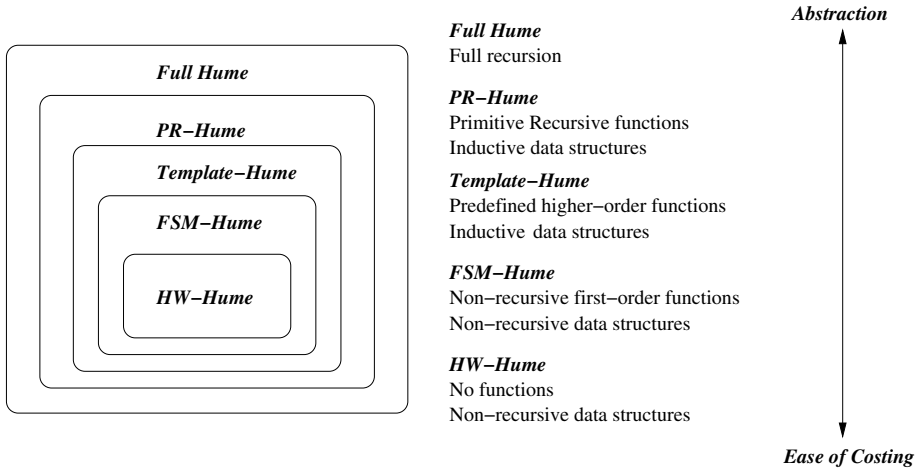 Full Hume
PR−Hume
Template−Hume
FSM−Hume
HW−Hume
Full Hume
Full recursion
PR−Hume
Primitive Recursive functions
Inductive data structures
Template−Hume
Predefined higher−order functions
Inductive data structures
FSM−Hume
Non−recursive first−order functions
Non−recursive data structures
HW−Hume
No functions
Non−recursive data structures
Abstraction
Ease of Costing